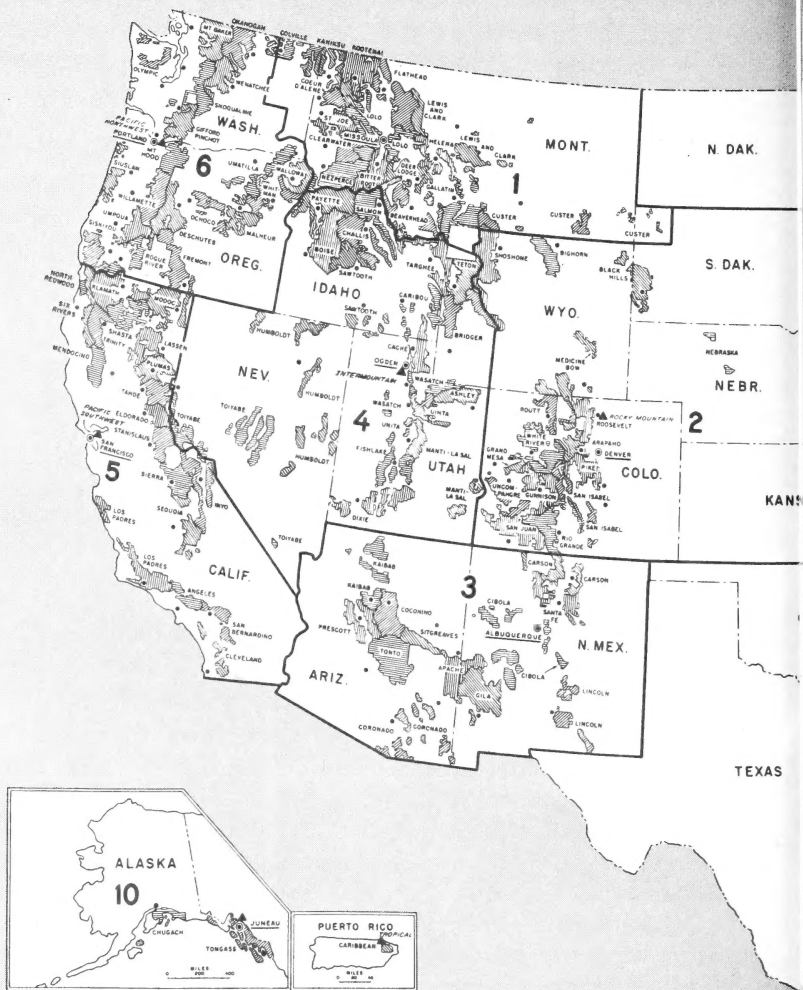 OKANOGAN
MT BAKER
COLVILLE KANIKSU KOOTENAI
FLATHEAD
OLYMPIC
WENATCHEE
COEUR
D ALENE
SNOQUALMIE
ST JOE
LOLO
LEWIS
AND
CLARK
PACIFIC
NORTHWEST
WASH.
PORTLAND
GIFFORD
PINCHOT
MT
HOOD
CLEARWATER
MISSOULA
LOLO
HELENA
LEWIS
AND
CLARK
MONT.
N. DAK.
6
UMATILLA
WALLOWA
NEZPERCE
BITTER
ROOT
DEER
LODGE
GALLATIN
1
SIUSLAW
WILLAMETTE
WHIT
MAN
PAYETTE
SALMON
BEAVERHEAD
CUSTER
CUSTER
CUSTER
UMPQUA
OCHOCO
MALHEUR
SISKIYOU
DESCHUTES
CHALLIS
SHOSHONE
BIGHORN
S. DAK.
ROGUE
RIVER
FREMONT
OREG.
BOISE
SAWTOOTH
TARGHEE
TETON
BLACK
HILLS
NORTH
REDWOOD
KLAMATH
MODOC
IDAHO
CARIBOU
WYO.
SIX
RIVERS
SAWTOOTH
SHASTA
TRINITY
LASSEN
HUMBOLDT
CACHE
BRIDGER
NEBRASKA
MENDOCINO
PLUMAS
NEV.
OGDEN
INTERMOUNTAIN
WASATCH
MEDICINE
BOW
NEBR.
TAHOE
HUMBOLDT
ASHLEY
ROUTT
ROCKY MOUNTAIN
ROOSEVELT
2
PACIFIC
SOUTHWEST
ELDORADO
TOIYABE
TOIYABE
4
WASATCH
UINTA
WHITE
RIVER
ARAPAHO
SAN
FRANCISCO
STANISLAUS
UINTA
DENVER
5
FISHLAKE
MANTI-LA SAL
GRAND
MESA
PIKE
COLO.
SIERRA
HUMBOLDT
UTAH
MANTI-
LA SAL
UNCOM-
PAHGRE
GUNNISON
SAN ISABEL
KANS
LOS
PADRES
SEQUOIA
INYO
DIXIE
SAN JUAN
SAN ISABEL
RIO
GRANDE
LOS
PADRES
TOIYABE
CALIF.
KAIBAB
3
CARSON
CARSON
ANGELES
KAIBAB
COCONINO
CIBOLA
SANTA
FE
SAN
BERNARDINO
PRESCOTT
SITGREAVES
ALBUQUERQUE
N. MEX.
CLEVELAND
TONTO
ARIZ.
APACHE
CIBOLA
GILA
LINCOLN
CORONADO
CORONADO
LINCOLN
TEXAS
ALASKA
10
CHUGACH
JUNEAU
TONGASS
MILES
0 200 400
PUERTO RICO
TROPICAL
CARIBBEAN
MILES